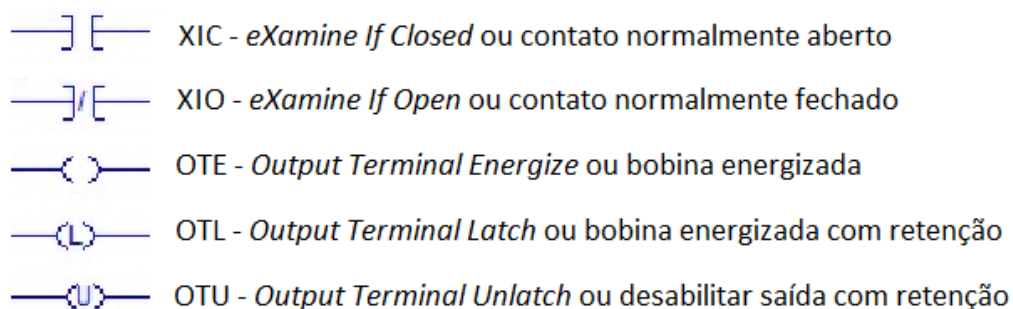 XIC - eXamine If Closed ou contato normalmente aberto
XIO - eXamine If Open ou contato normalmente fechado
OTE - Output Terminal Energize ou bobina energizada
L OTL - Output Terminal Latch ou bobina energizada com retenção
U OTU - Output Terminal Unlatch ou desabilitar saída com retenção